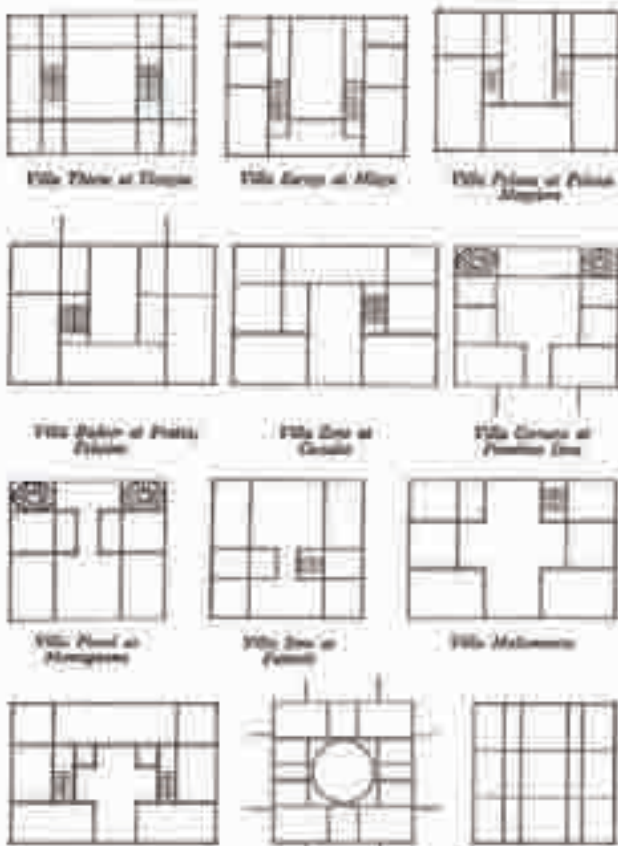 Villa Thiene at Cicogna
Villa Sarego at Miega
Villa Poiana at Poiana
Maggiore
Villa Badoer at Fratta,
Polesine
Villa Zeno at
Cessalto
Villa Cornaro at
Piombino Dese
Villa Pisani at
Montagnana
Villa Emo at
Fanzolo
Villa Malcontenta